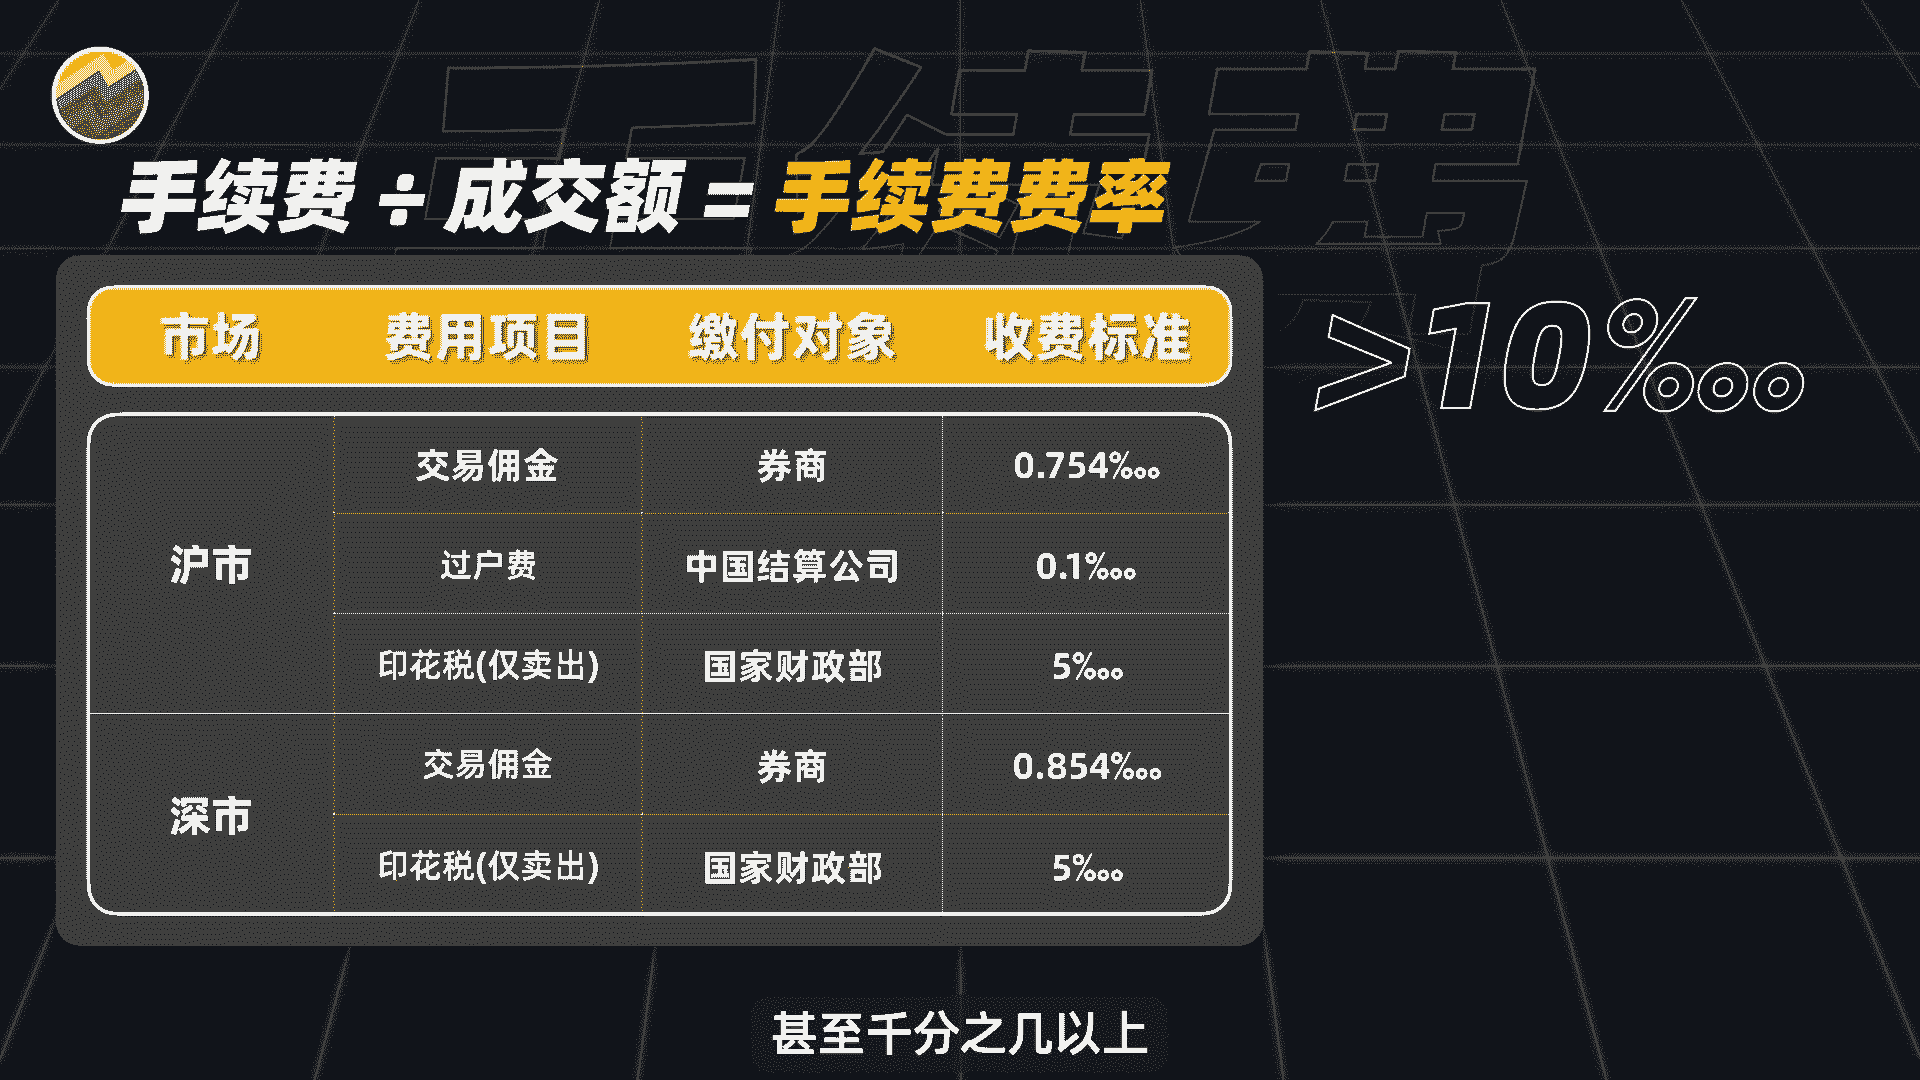 手续费
手续费 ÷ 成交额 = 手续费费率
市场 费用项目 缴付对象 收费标准
>10‱
沪市
交易佣金 券商 0.754‱
过户费 中国结算公司 0.1‱
印花税(仅卖出) 国家财政部 5‱
深市
交易佣金 券商 0.854‱
印花税(仅卖出) 国家财政部 5‱
甚至千分之几以上